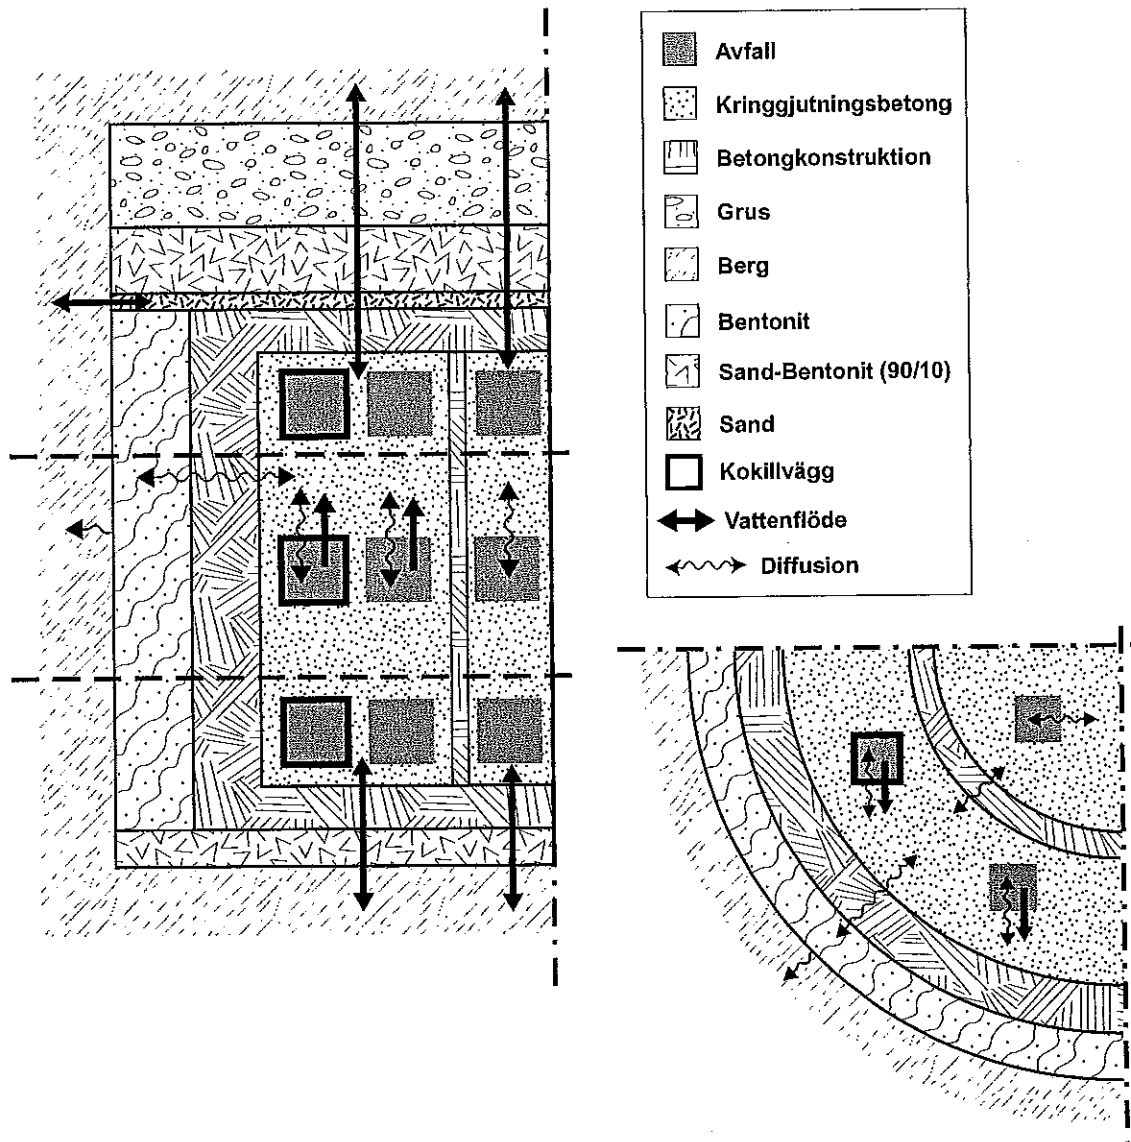 Avfall
Kringgjutningsbetong
Betongkonstruktion
Grus
Berg
Bentonit
Sand-Bentonit (90/10)
Sand
Kokillvägg
Vattenflöde
Diffusion